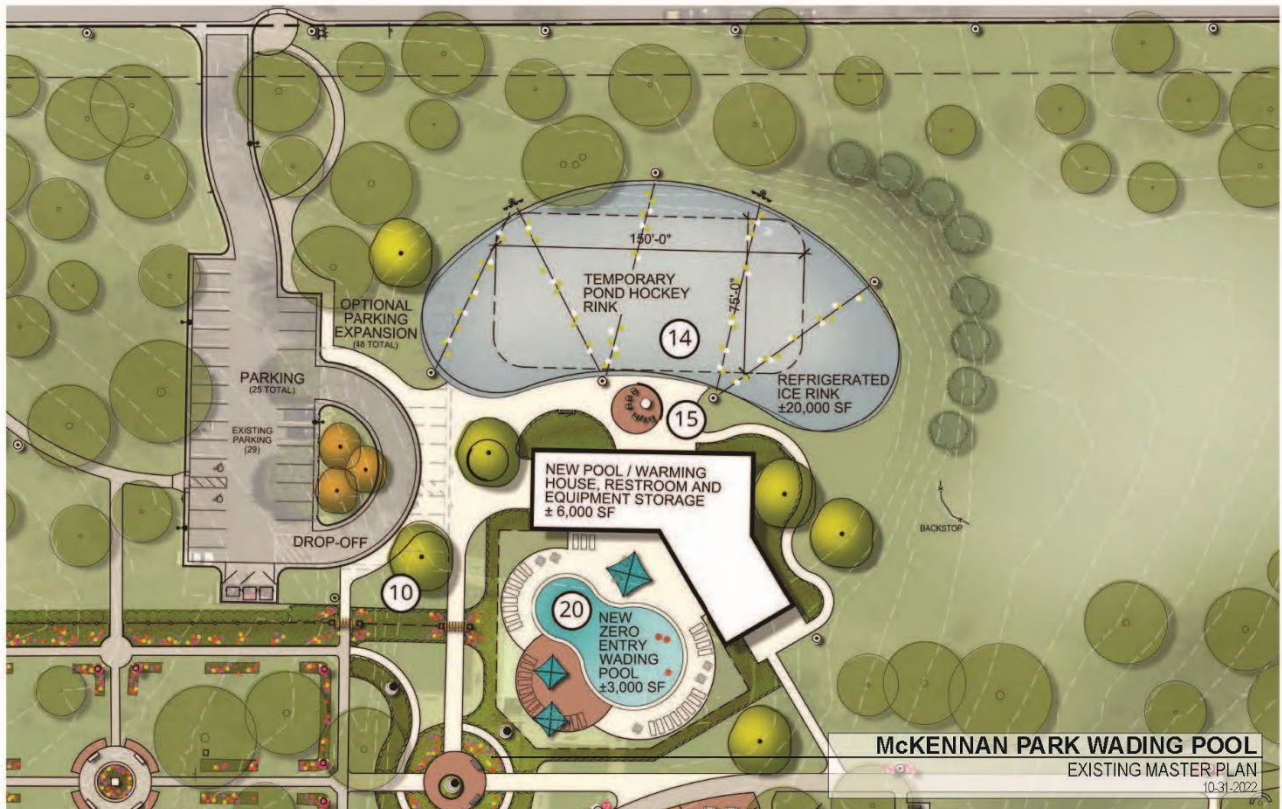 150'-0"
TEMPORARY
POND HOCKEY
RINK
75'-0
14
OPTIONAL
PARKING
EXPANSION
(48 TOTAL)
PARKING
(25 TOTAL)
REFRIGERATED
ICE RINK
±20,000 SF
15
EXISTING
PARKING
(29)
NEW POOL / WARMING
HOUSE, RESTROOM AND
EQUIPMENT STORAGE
± 6,000 SF
BACKSTOP
DROP-OFF
10
20
NEW
ZERO
ENTRY
WADING
POOL
±3,000 SF
McKENNAN PARK WADING POOL
EXISTING MASTER PLAN
10-31-2022